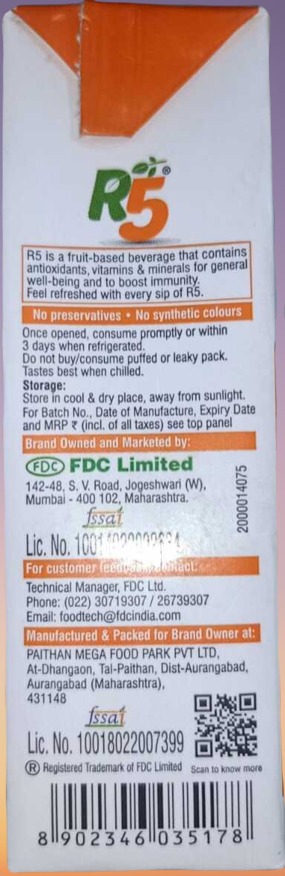 R5®
R5 is a fruit-based beverage that contains
antioxidants, vitamins & minerals for general
well-being and to boost immunity.
Feel refreshed with every sip of R5.
No preservatives • No synthetic colours
Once opened, consume promptly or within
3 days when refrigerated.
Do not buy/consume puffed or leaky pack.
Tastes best when chilled.
Storage:
Store in cool & dry place, away from sunlight.
For Batch No., Date of Manufacture, Expiry Date
and MRP ₹ (incl. of all taxes) see top panel
Brand Owned and Marketed by:
FDC FDC Limited
142-48, S. V. Road, Jogeshwari (W),
Mumbai - 400 102, Maharashtra.
2000014075
fssai
Lic. No.
For customer feedback, contact:
Technical Manager, FDC Ltd.
Phone: (022) 30719307 / 26739307
Email: foodtech@fdcindia.com
Manufactured & Packed for Brand Owner at:
PAITHAN MEGA FOOD PARK PVT LTD,
At-Dhangaon, Tal-Paithan, Dist-Aurangabad,
Aurangabad (Maharashtra),
431148
fssai
Lic. No. 10018022007399
® Registered Trademark of FDC Limited
Scan to know more
8 902346 035178